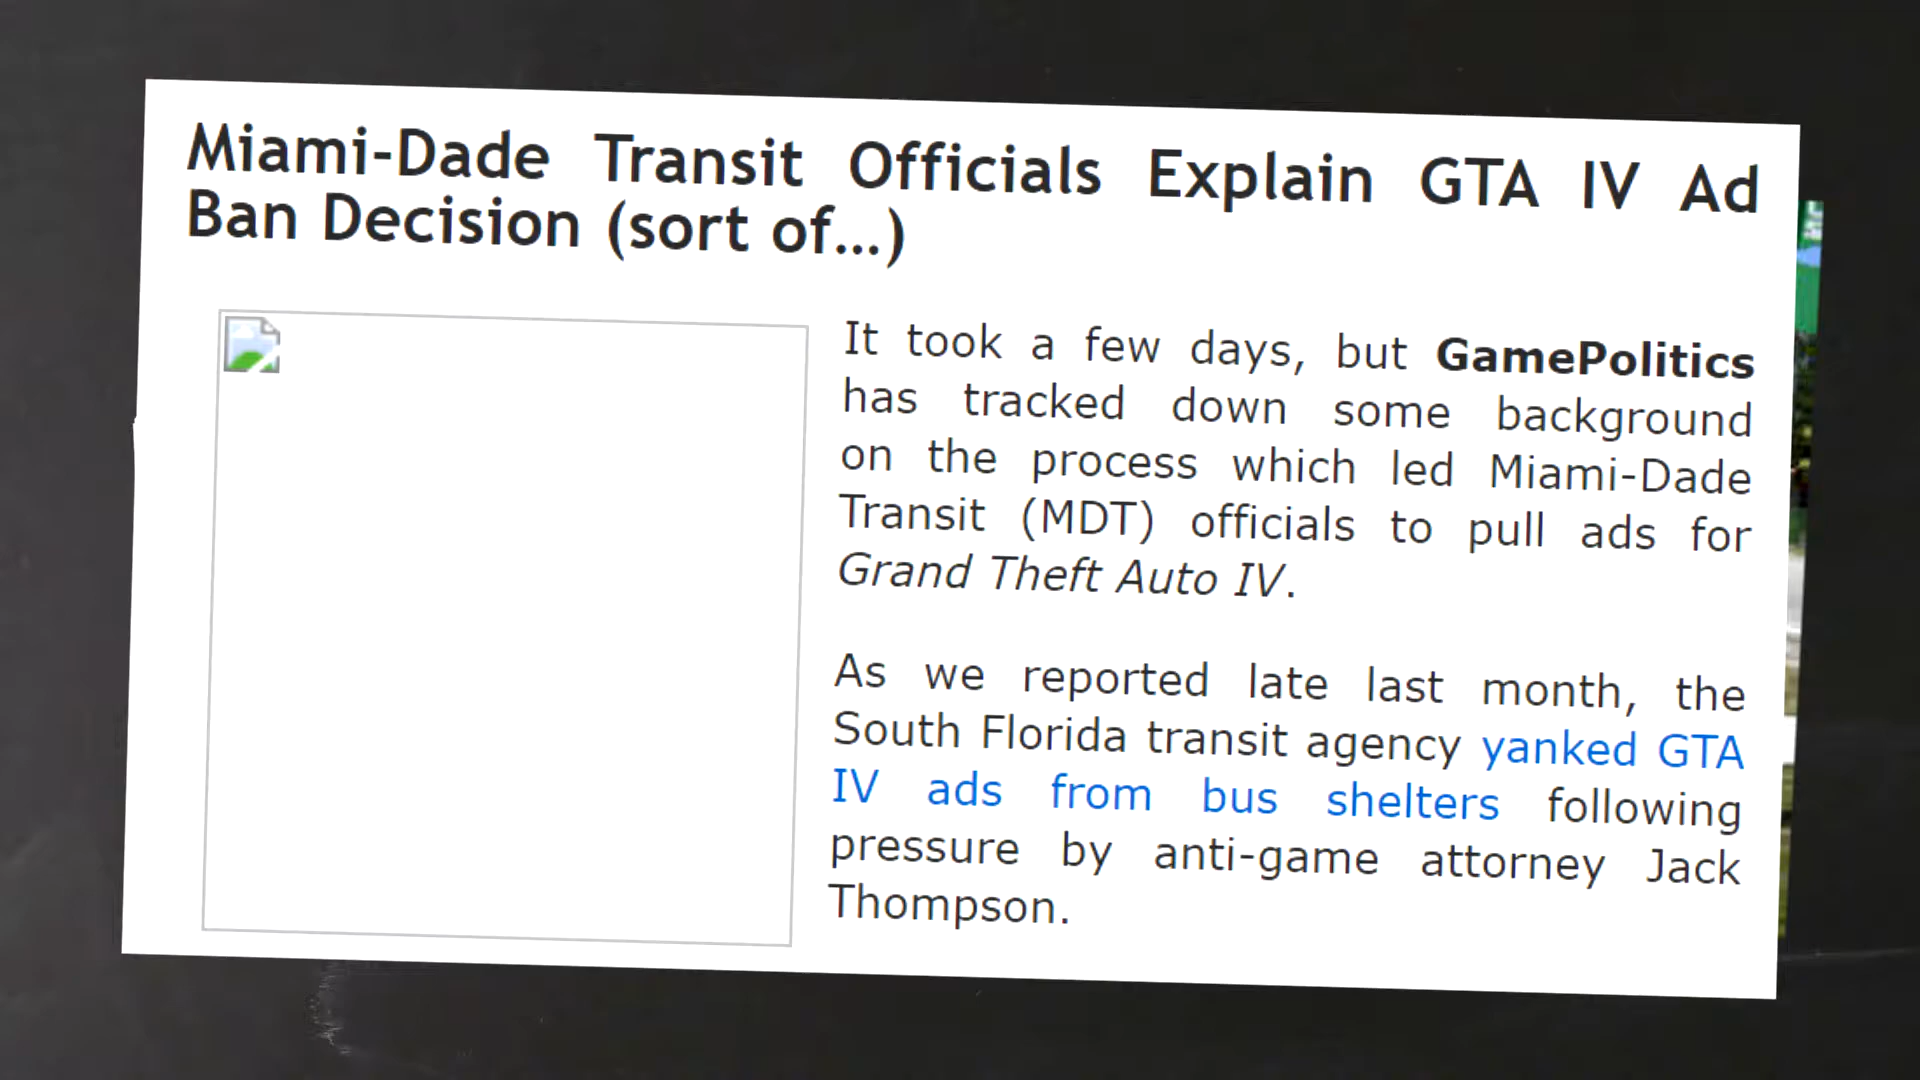 Miami-Dade Transit Officials Explain GTA IV Ad
Ban Decision (sort of...)
It took a few days, but GamePolitics
has tracked down some background
on the process which led Miami-Dade
Transit (MDT) officials to pull ads for
Grand Theft Auto IV.
As we reported late last month, the
South Florida transit agency yanked GTA
IV ads from bus shelters following
pressure by anti-game attorney Jack
Thompson.